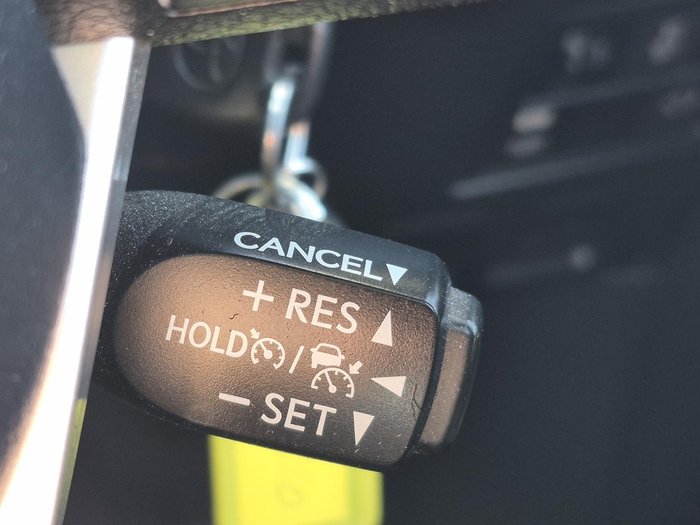 CANCEL▼
+ RES ▲
HOLD /
− SET ▼